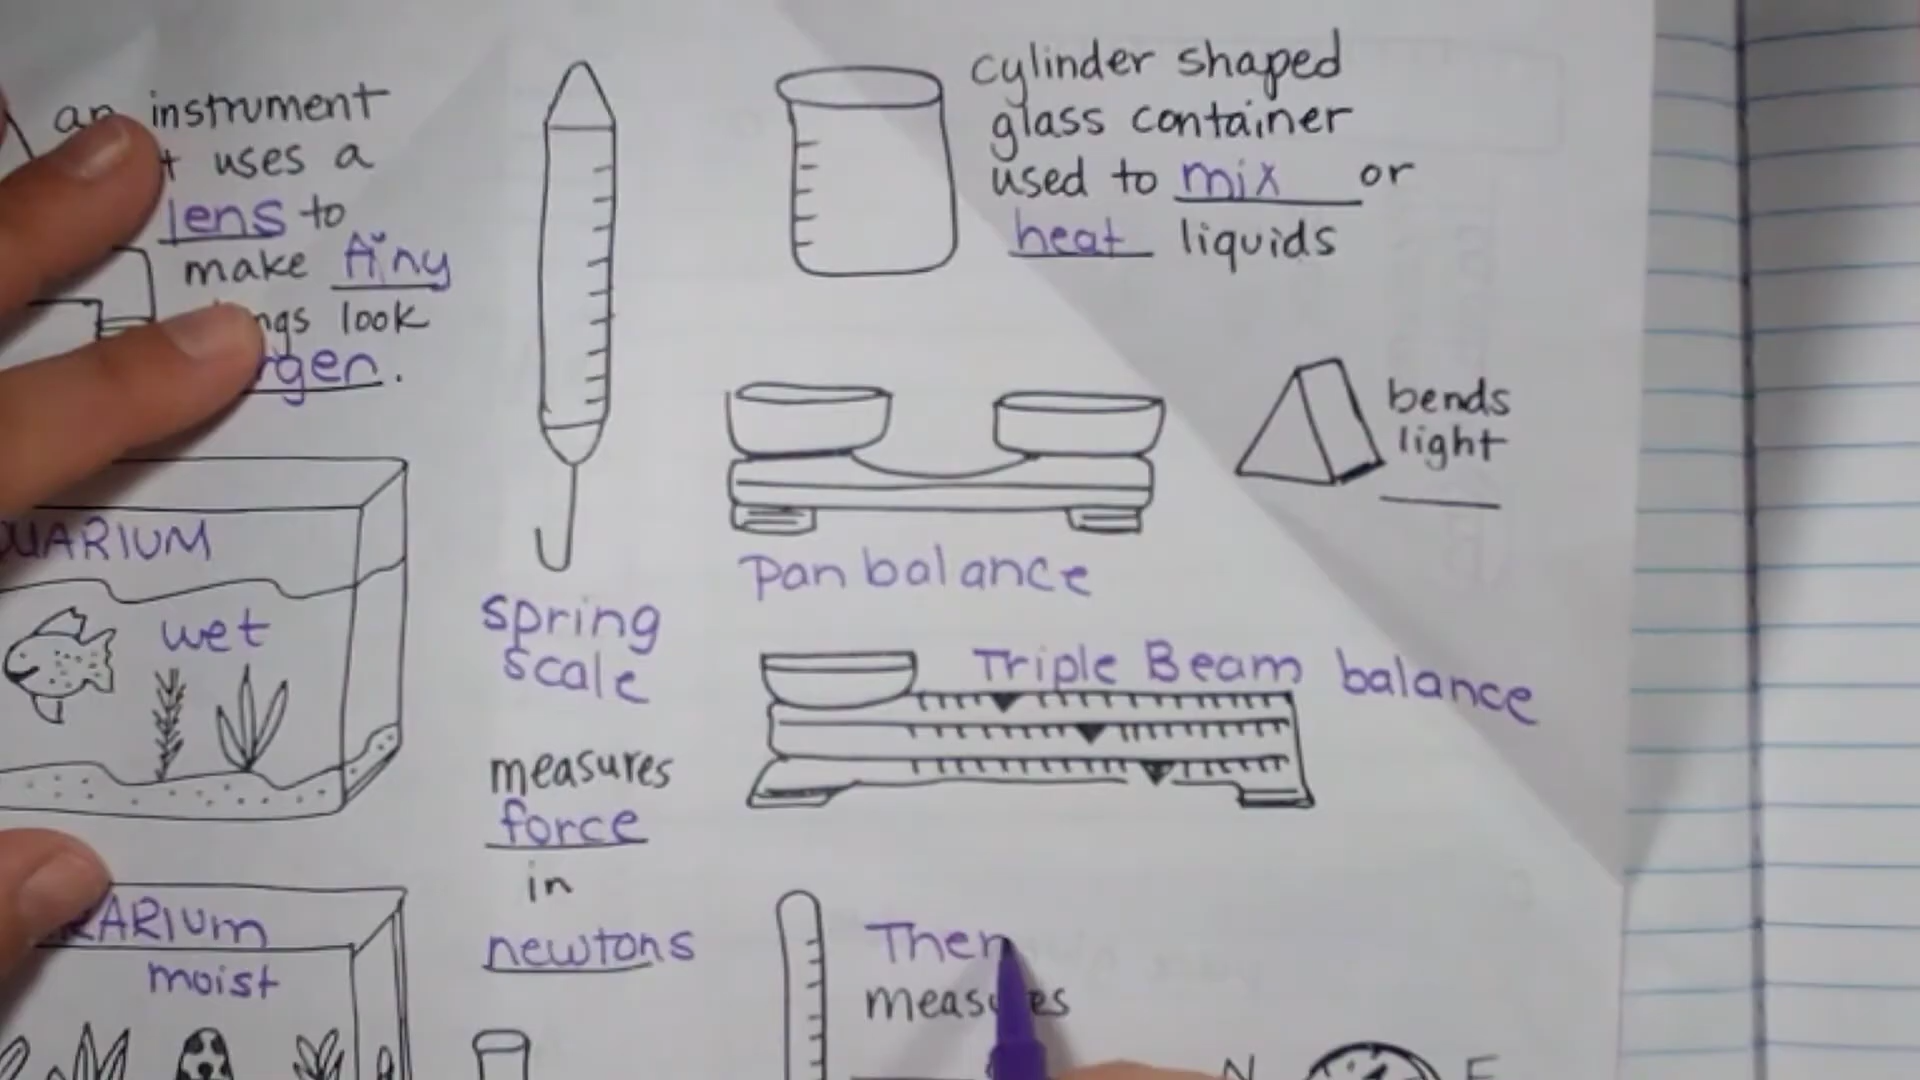 an instrument
uses a
lens to
make tiny
look
cylinder shaped
glass container
used to mix or
heat liquids
bends
light
Pan balance
wet
spring
scale
Triple Beam balance
measures
force
in
newtons
moist
N
E